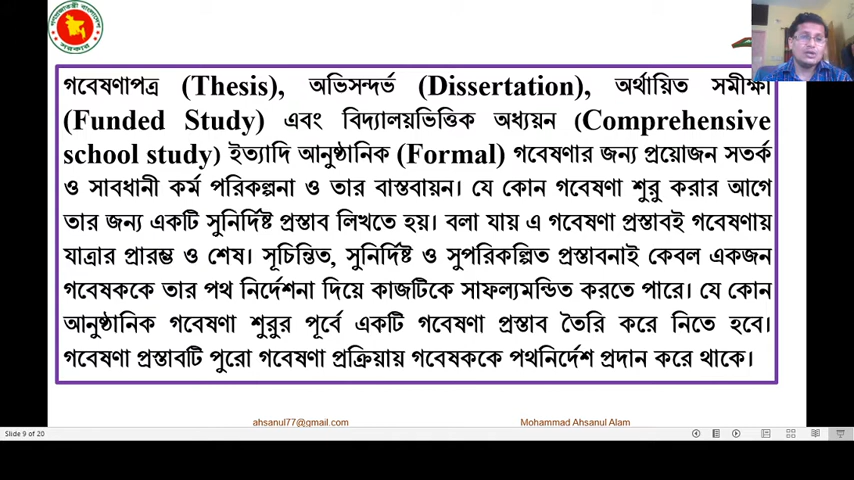 গবেষণাপত্র (Thesis), অভিসন্দর্ভ (Dissertation), অর্থায়িত সমীক্ষা
(Funded Study) এবং বিদ্যালয়ভিত্তিক অধ্যয়ন (Comprehensive
school study) ইত্যাদি আনুষ্ঠানিক (Formal) গবেষণার জন্য প্রয়োজন সতর্ক
ও সাবধানী কর্ম পরিকল্পনা ও তার বাস্তবায়ন। যে কোন গবেষণা শুরু করার আগে
তার জন্য একটি সুনির্দিষ্ট প্রস্তাব লিখতে হয়। বলা যায় এ গবেষণা প্রস্তাবই গবেষণায়
যাত্রার প্রারম্ভ ও শেষ। সূচিন্তিত, সুনির্দিষ্ট ও সুপরিকল্পিত প্রস্তাবনাই কেবল একজন
গবেষককে তার পথ নির্দেশনা দিয়ে কাজটিকে সাফল্যমন্ডিত করতে পারে। যে কোন
আনুষ্ঠানিক গবেষণা শুরুর পূর্বে একটি গবেষণা প্রস্তাব তৈরি করে নিতে হবে।
গবেষণা প্রস্তাবটি পুরো গবেষণা প্রক্রিয়ায় গবেষককে পথনির্দেশ প্রদান করে থাকে।
ahsanul77@gmail.com
Mohammad Ahsanul Alam
Slide 9 of 20